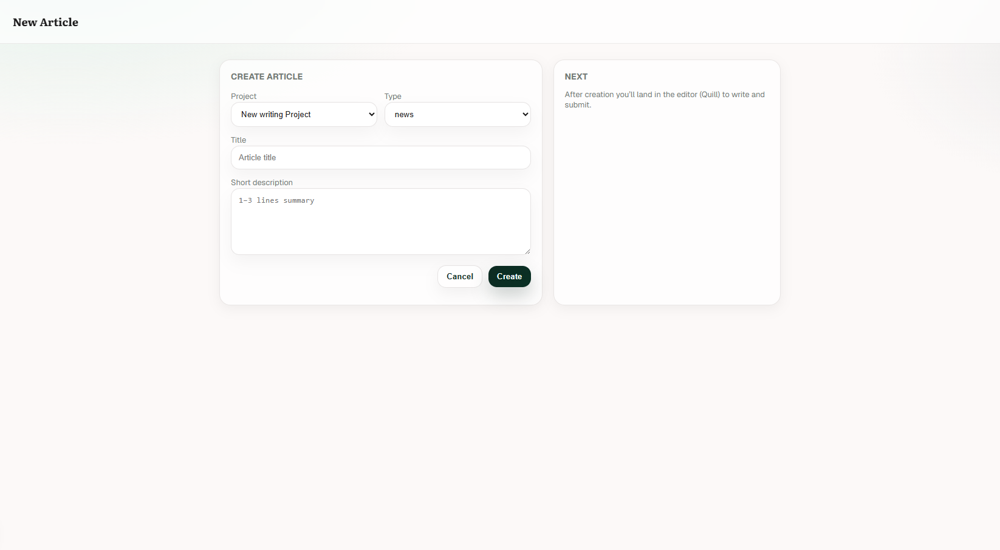 New Article
CREATE ARTICLE
Project
Type
New writing Project
news
Title
Article title
Short description
1–3 lines summary
Cancel
Create
NEXT
After creation you'll land in the editor (Quill) to write and
submit.